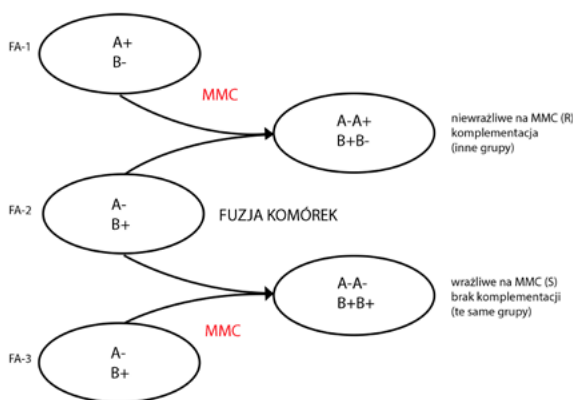 FA-1
A+
B-
MMC
A-A+
B+B-
niewrażliwe na MMC (R)
komplementacja
(inne grupy)
FA-2
A-
B+
FUZJA KOMÓREK
A-A-
B+B+
wrażliwe na MMC (S)
brak komplementacji
(te same grupy)
MMC
FA-3
A-
B+